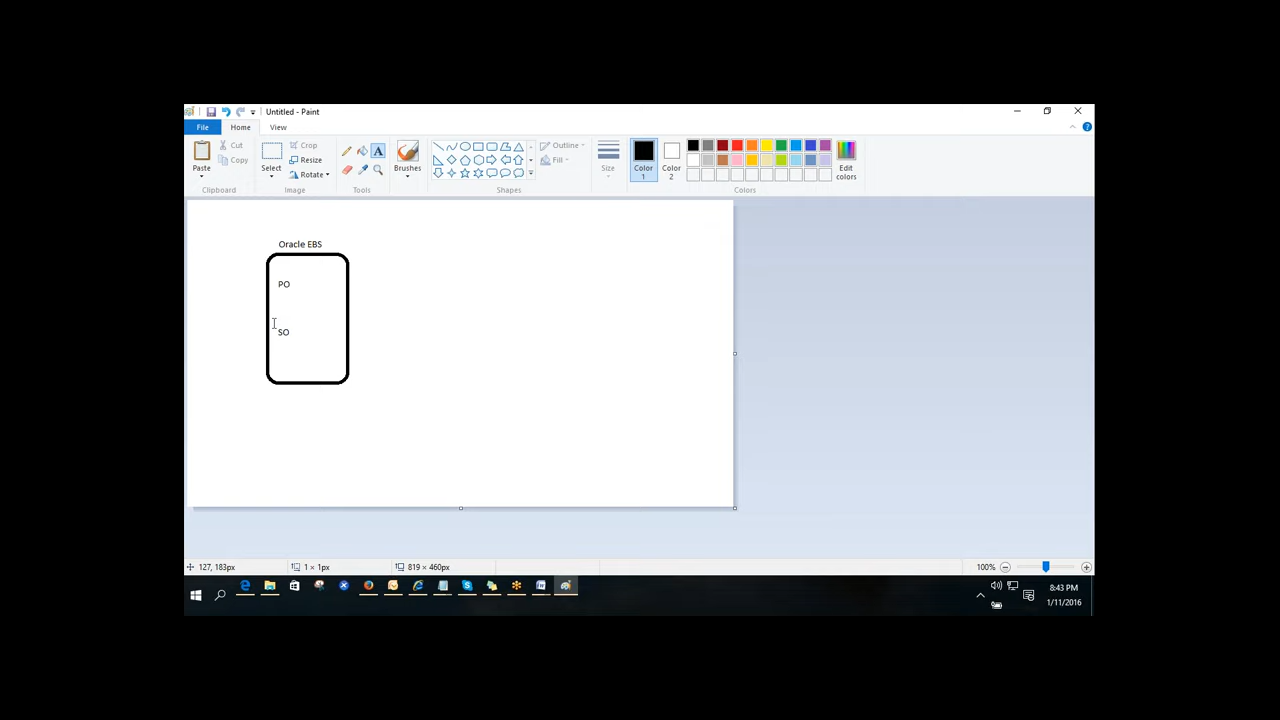 Untitled - Paint
File Home View
Paste
Cut
Copy
Clipboard
Select
Crop
Resize
Rotate
Image
Tools
Brushes
Shapes
Outline
Fill
Size
Color 1
Color 2
Colors
Edit colors
Oracle EBS
PO
SO
127, 183px
1 × 1px
819 × 460px
100%
8:43 PM
1/11/2016